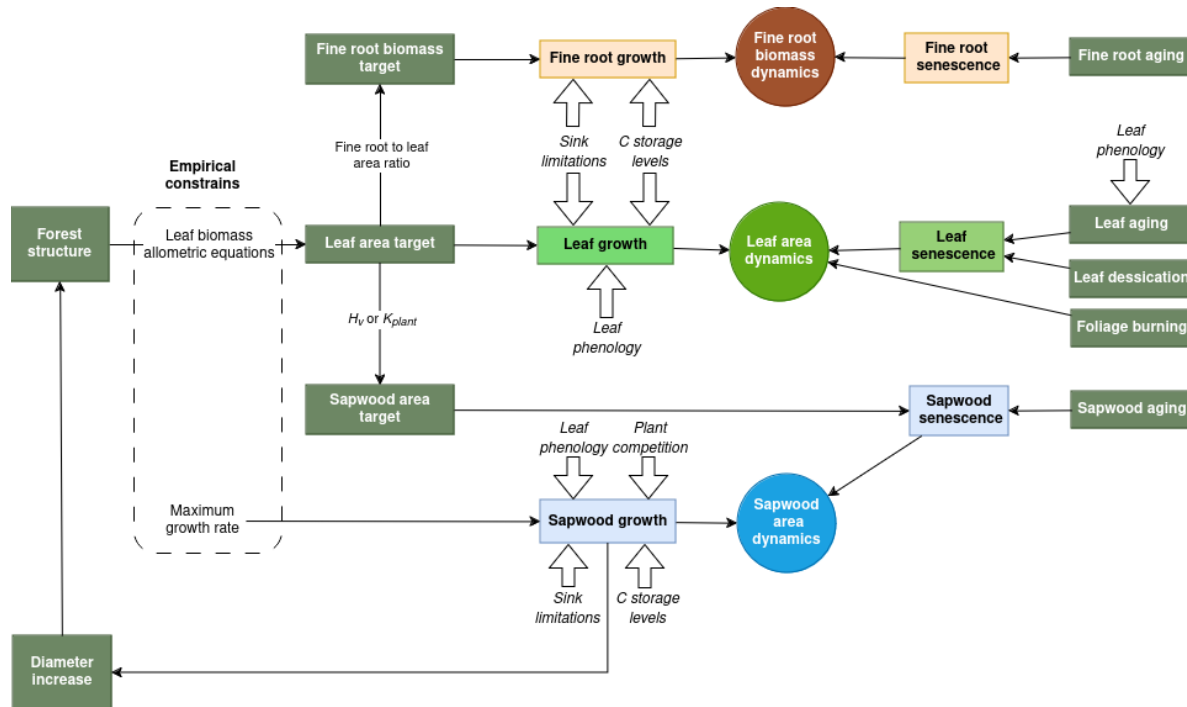 Fine root biomass
target
Fine root growth
Fine root
biomass
dynamics
Fine root
senescence
Fine root aging
Sink
limitations
C storage
levels
Leaf
phenology
Fine root to leaf
area ratio
Empirical
constrains
Forest
structure
Leaf biomass
allometric equations
Leaf area target
Leaf growth
Leaf area
dynamics
Leaf
senescence
Leaf aging
Leaf dessication
Foliage burning
Hv or Kplant
Leaf
phenology
Sapwood area
target
Sapwood
senescence
Sapwood aging
Leaf
phenology
Plant
competition
Maximum
growth rate
Sapwood growth
Sapwood
area
dynamics
Sink
limitations
C storage
levels
Diameter
increase